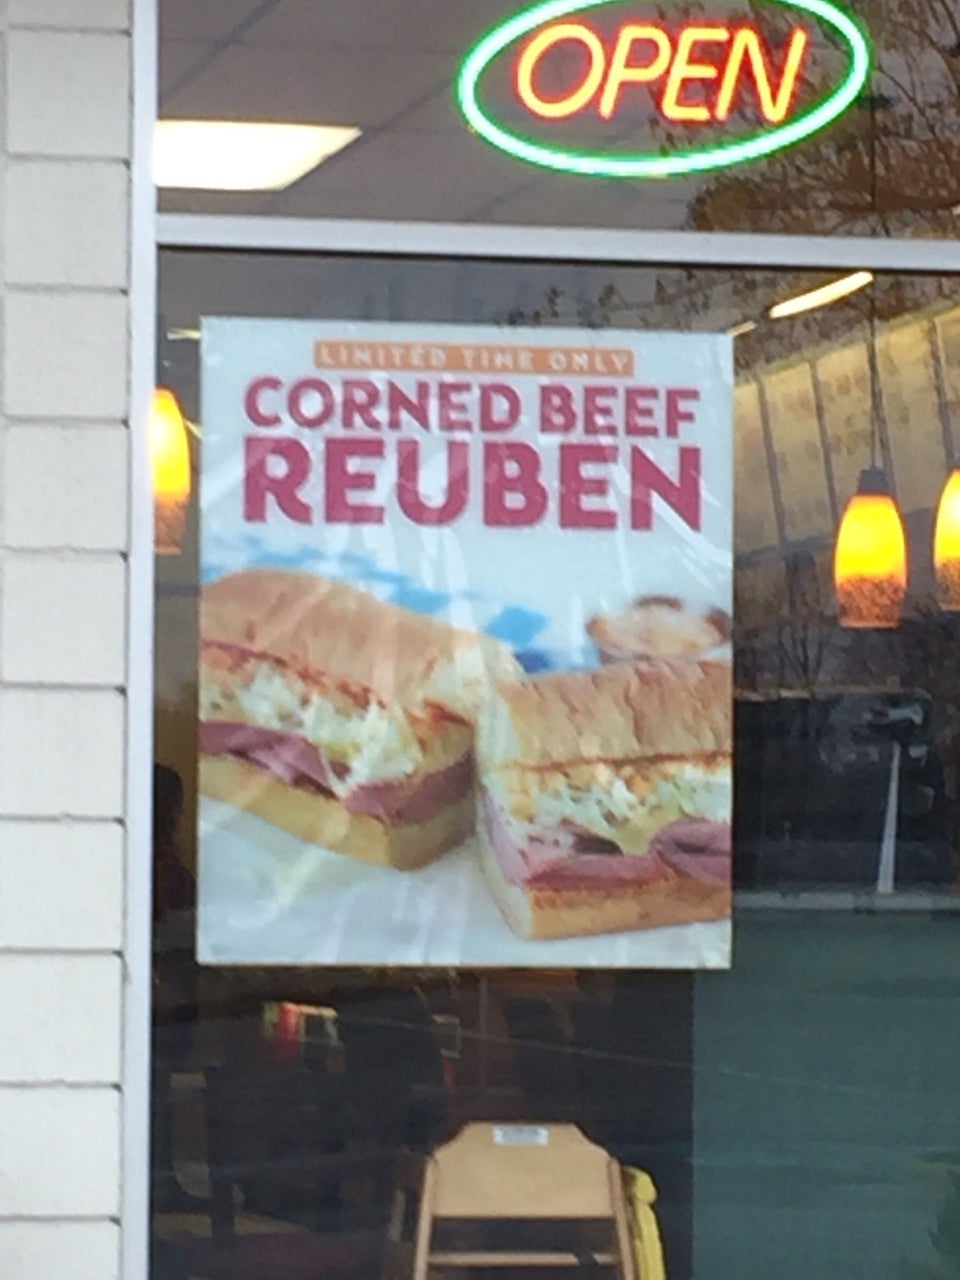 OPEN
LIMITED TIME ONLY
CORNED BEEF
REUBEN